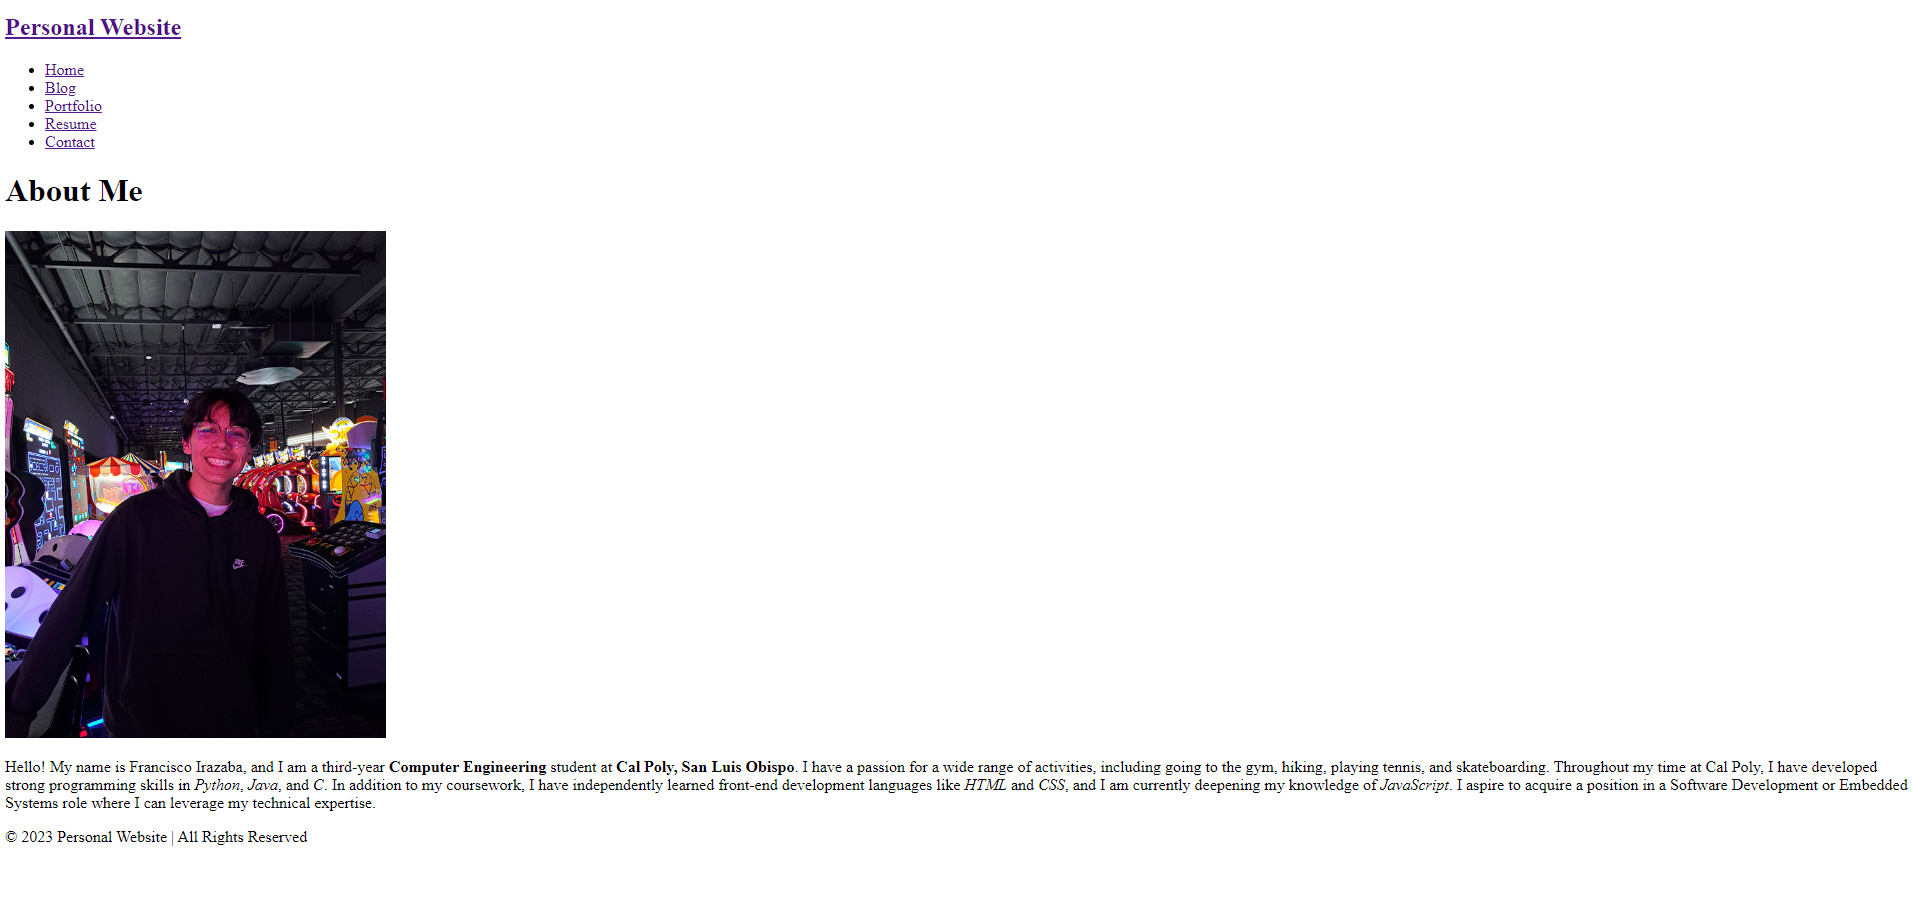 Personal Website
Home
Blog
Portfolio
Resume
Contact
About Me
Hello! My name is Francisco Irazaba, and I am a third-year Computer Engineering student at Cal Poly, San Luis Obispo. I have a passion for a wide range of activities, including going to the gym, hiking, playing tennis, and skateboarding. Throughout my time at Cal Poly, I have developed
strong programming skills in Python, Java, and C. In addition to my coursework, I have independently learned front-end development languages like HTML and CSS, and I am currently deepening my knowledge of JavaScript. I aspire to acquire a position in a Software Development or Embedded
Systems role where I can leverage my technical expertise.
© 2023 Personal Website | All Rights Reserved